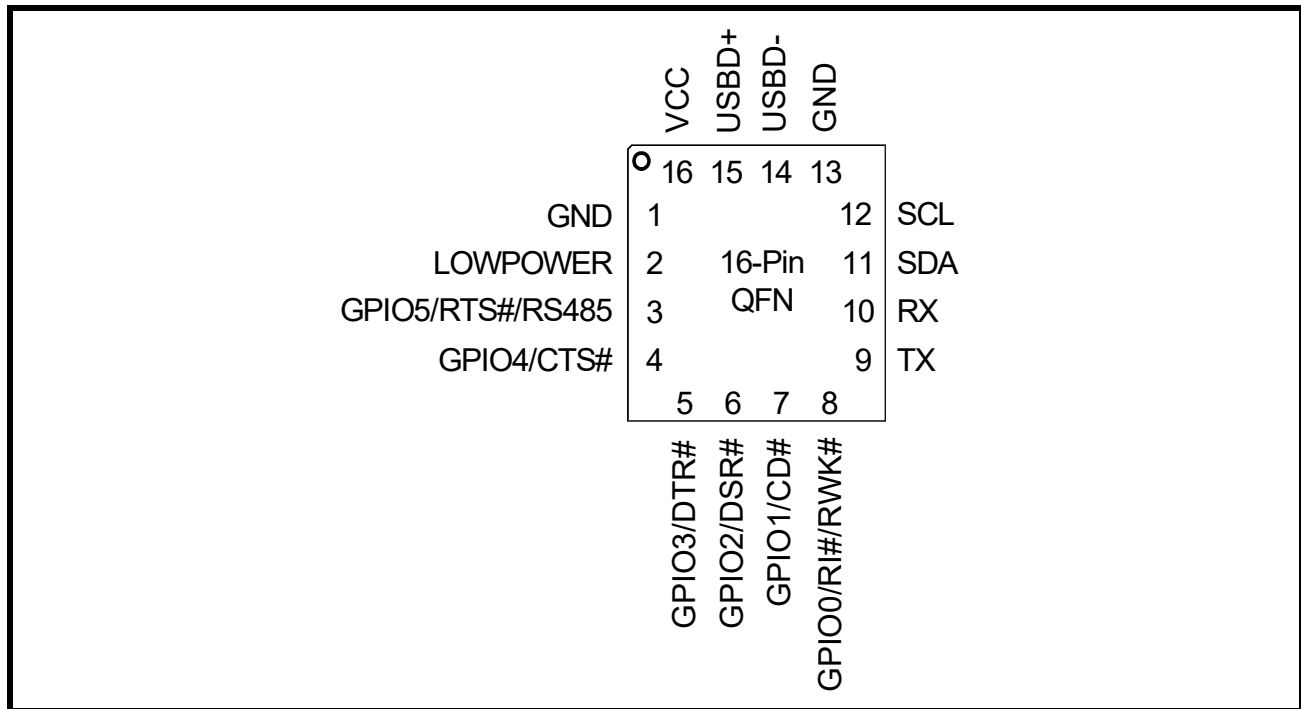 VCC
USBD+
USBD-
GND
16 15 14 13
GND 1
12 SCL
LOWPOWER 2
16-Pin
QFN
11 SDA
GPIO5/RTS#/RS485 3
10 RX
GPIO4/CTS# 4
9 TX
5 6 7 8
GPIO3/DTR#
GPIO2/DSR#
GPIO1/CD#
GPIO0/RI#/RWK#